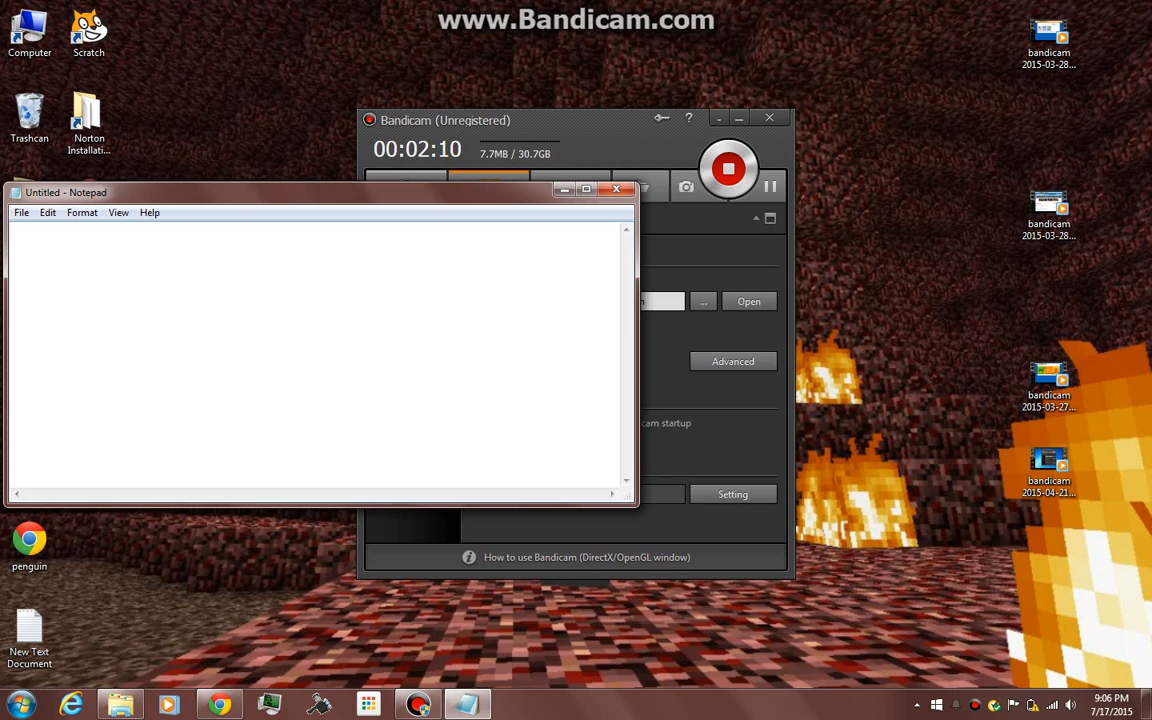 www.Bandicam.com
Computer
Scratch
Trashcan
Norton
Installati...
bandicam
2015-03-28...
bandicam
2015-03-28...
bandicam
2015-03-27...
bandicam
2015-04-21...
Bandicam (Unregistered)
?
00:02:10
7.7MB / 30.7GB
Untitled - Notepad
File Edit Format View Help
...
Open
Advanced
cam startup
Setting
How to use Bandicam (DirectX/OpenGL window)
penguin
New Text
Document
9:06 PM
7/17/2015